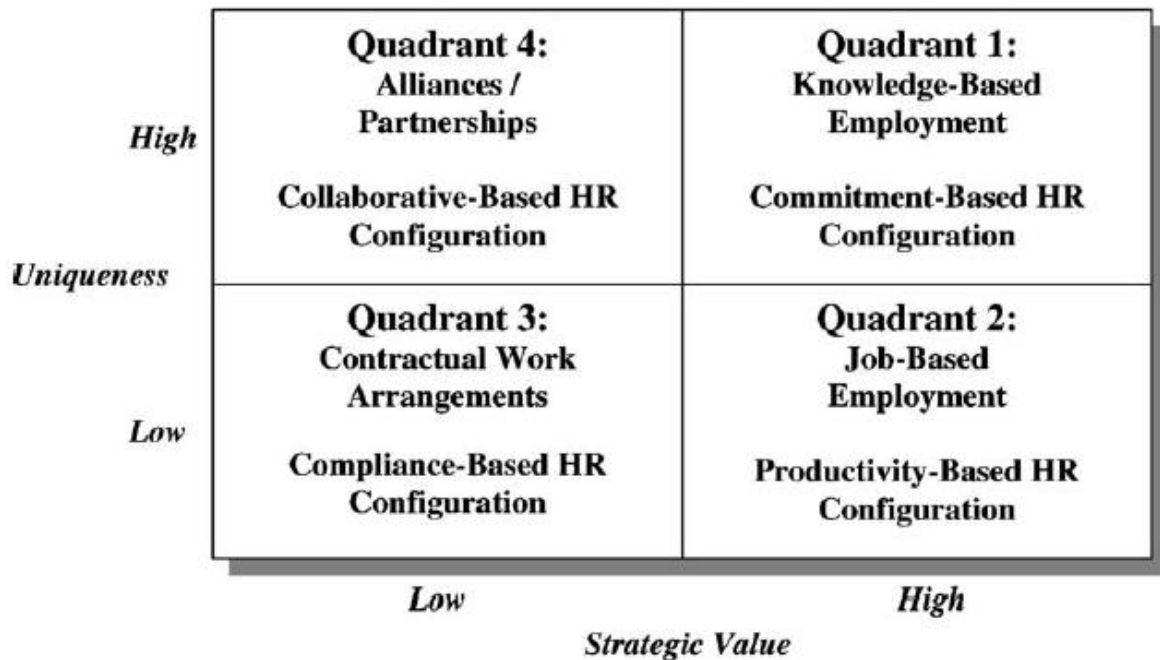 Quadrant 4:
Alliances /
Partnerships
Collaborative-Based HR
Configuration
Quadrant 1:
Knowledge-Based
Employment
Commitment-Based HR
Configuration
High
Uniqueness
Quadrant 3:
Contractual Work
Arrangements
Compliance-Based HR
Configuration
Quadrant 2:
Job-Based
Employment
Productivity-Based HR
Configuration
Low
Low
High
Strategic Value